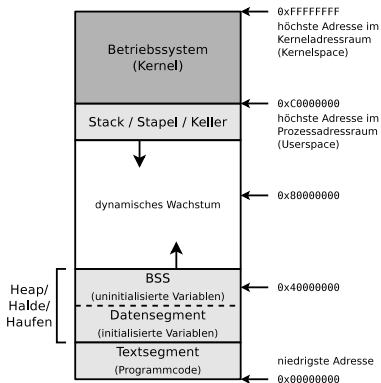 0xFFFFFFFF
höchste Adresse im
Kerneladressraum
(Kernelspace)
Betriebssystem
(Kernel)
0xC0000000
höchste Adresse im
Prozessadressraum
(Userspace)
Stack / Stapel / Keller
dynamisches Wachstum
0x80000000
Heap/
Halde/
Haufen
BSS
(uninitialisierte Variablen)
0x40000000
Datensegment
(initialisierte Variablen)
Textsegment
(Programmcode)
niedrigste Adresse
0x00000000